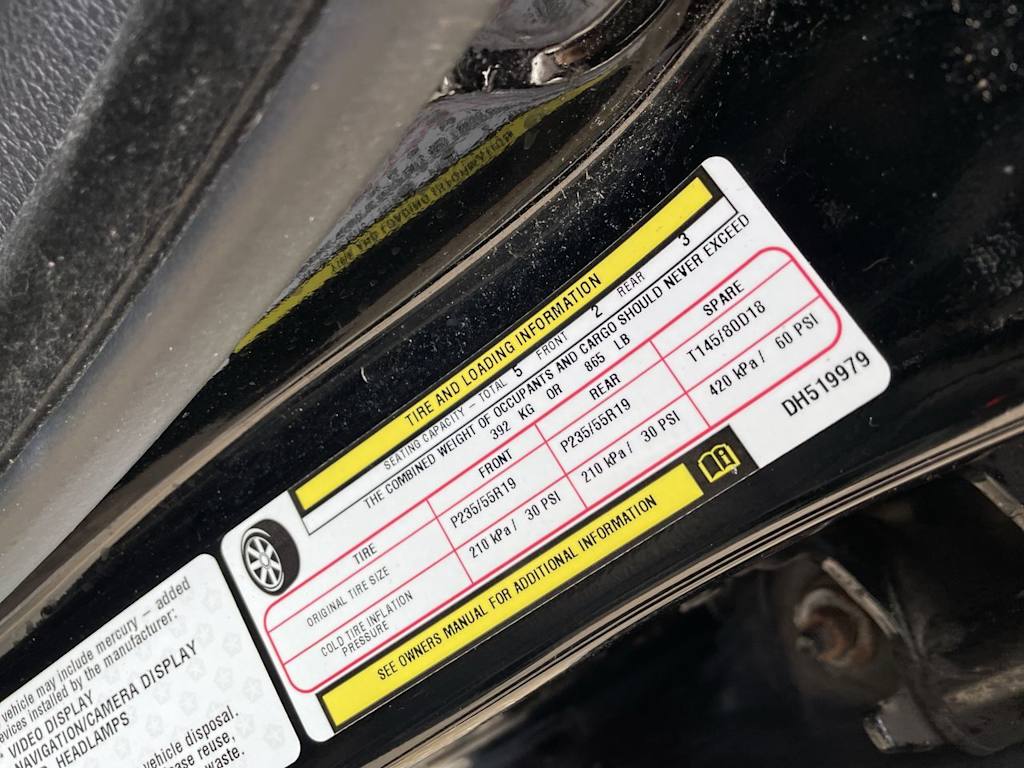 TIRE AND LOADING INFORMATION
SEATING CAPACITY – TOTAL 5 FRONT 2 REAR 3
THE COMBINED WEIGHT OF OCCUPANTS AND CARGO SHOULD NEVER EXCEED
392 KG OR 865 LB
TIRE FRONT REAR SPARE
ORIGINAL TIRE SIZE P235/55R19 P235/55R19 T145/80D18
COLD TIRE INFLATION PRESSURE 210 kPa / 30 PSI 210 kPa / 30 PSI 420 kPa / 60 PSI
SEE OWNERS MANUAL FOR ADDITIONAL INFORMATION
DH519979
vehicle may include mercury – added
devices installed by the manufacturer:
VIDEO DISPLAY
NAVIGATION/CAMERA DISPLAY
HEADLAMPS
vehicle disposal.
reuse,
waste.